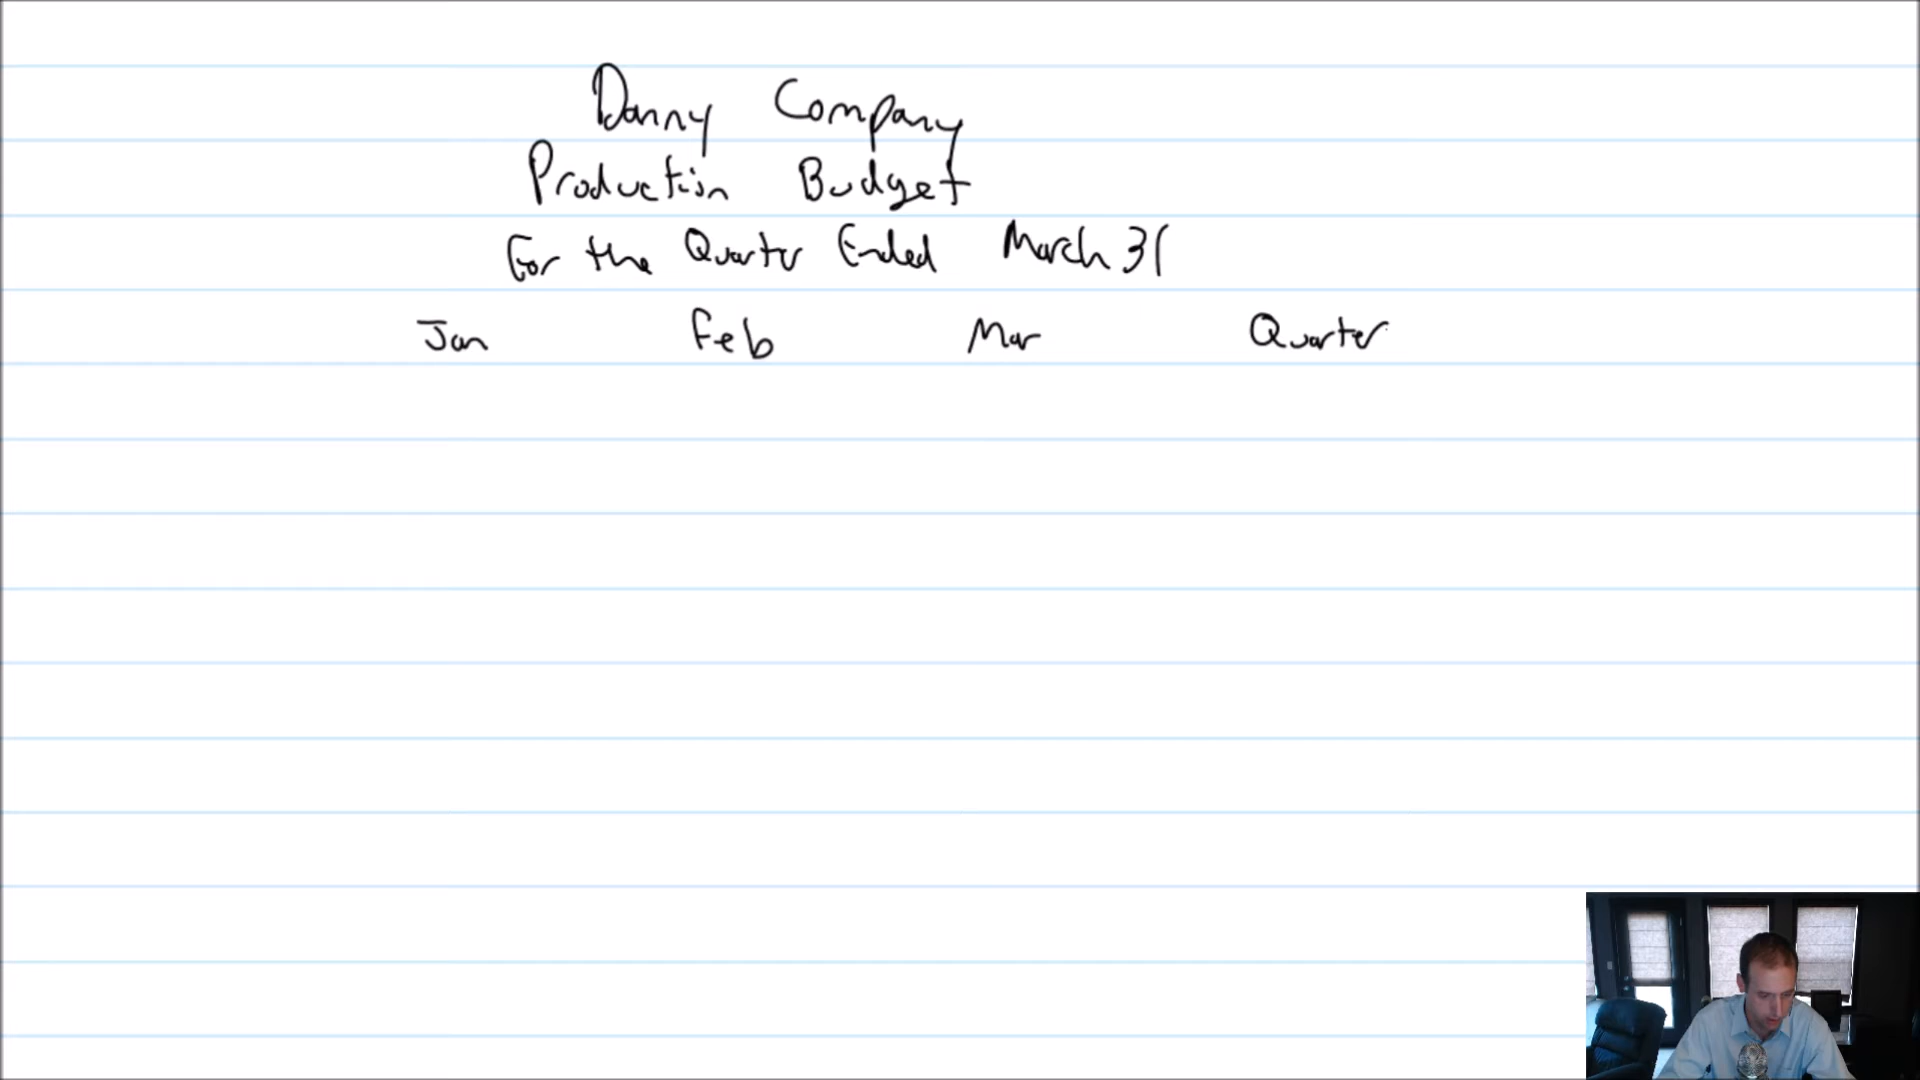 Danny Company
Production Budget
For the Quarter Ended March 31
Jan Feb Mar Quarter